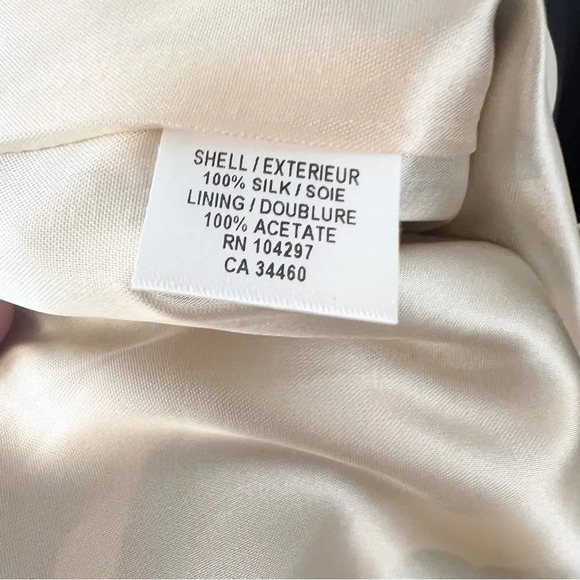 SHELL / EXTERIEUR
100% SILK / SOIE
LINING / DOUBLURE
100% ACETATE
RN 104297
CA 34460